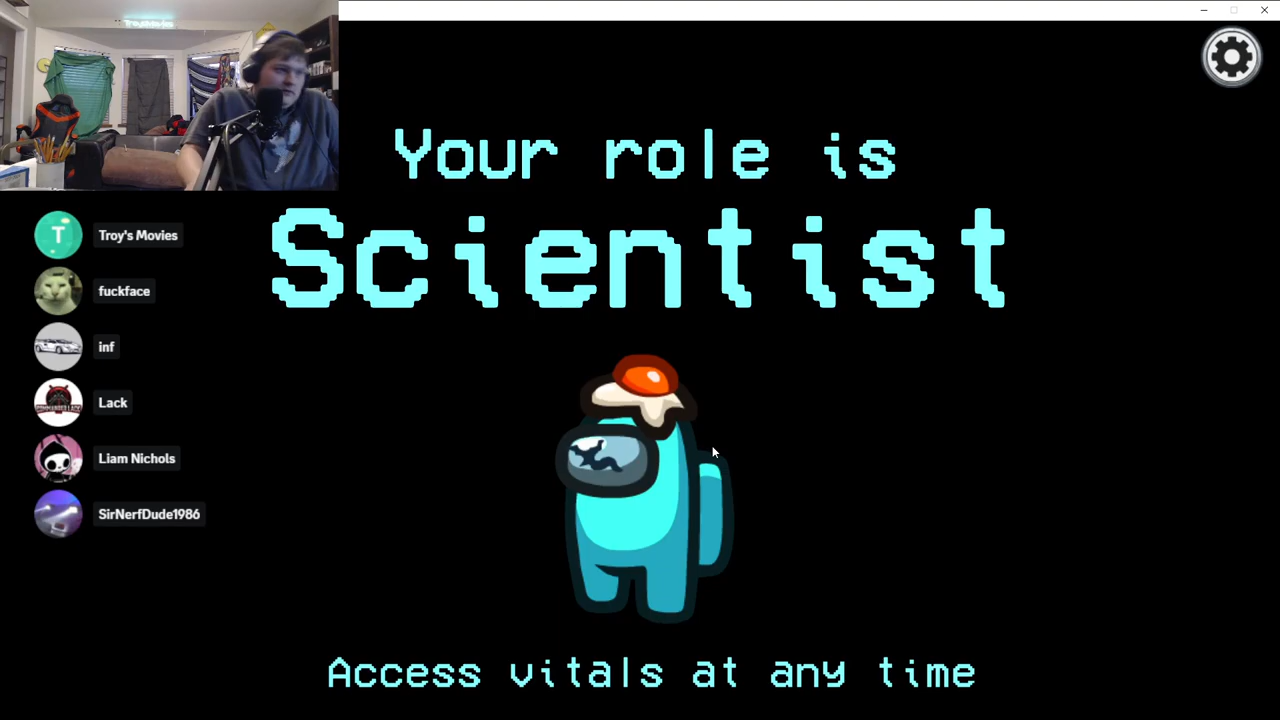 Your role is
Scientist
T
Troy's Movies
fuckface
inf
Lack
Liam Nichols
SirNerfDude1986
Access vitals at any time